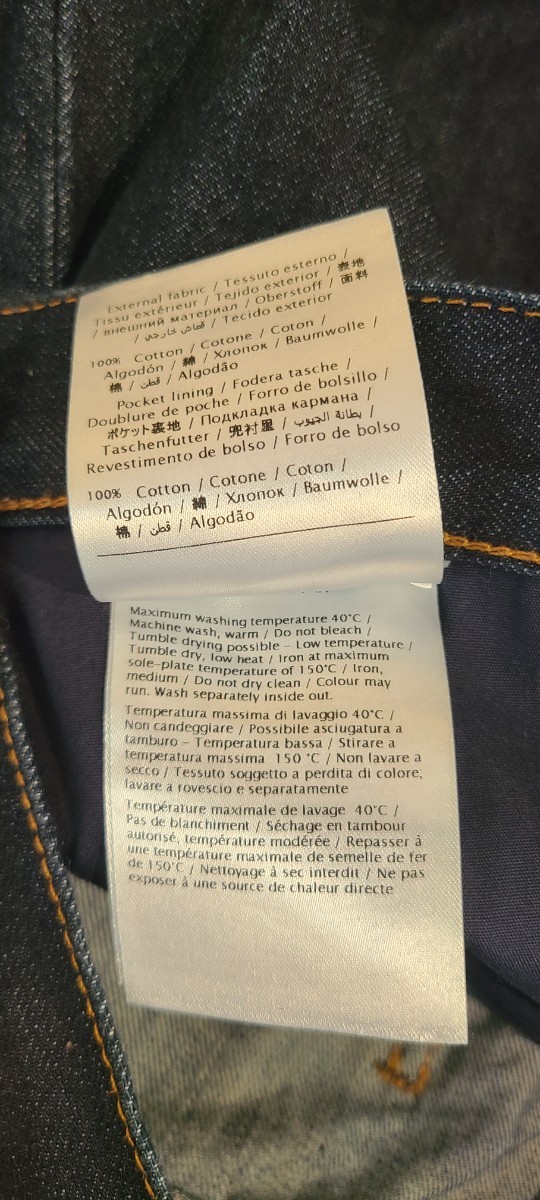 External fabric / Tessuto esterno /
Tissu extérieur / Tejido exterior / 表地
/ внешний материал / Oberstoff / 面料
/ قماش خارجي / Tecido exterior
100% Cotton / Cotone / Coton /
Algodón / 綿 / Хлопок / Baumwolle /
棉 / قطن / Algodão
Pocket lining / Fodera tasche /
Doublure de poche / Forro de bolsillo /
ポケット裏地 / Подкладка кармана /
Taschenfutter / 兜衬里 / بطانة الجيوب /
Revestimento de bolso / Forro de bolso
100% Cotton / Cotone / Coton /
Algodón / 綿 / Хлопок / Baumwolle /
棉 / قطن / Algodão
Maximum washing temperature 40°C /
Machine wash, warm / Do not bleach /
Tumble drying possible – Low temperature /
Tumble dry, low heat / Iron at maximum
sole-plate temperature of 150°C / Iron,
medium / Do not dry clean / Colour may
run. Wash separately inside out.
Temperatura massima di lavaggio 40°C /
Non candeggiare / Possibile asciugatura a
tamburo – Temperatura bassa / Stirare a
temperatura massima 150 °C / Non lavare a
secco / Tessuto soggetto a perdita di colore,
lavare a rovescio e separatamente
Température maximale de lavage 40°C /
Pas de blanchiment / Séchage en tambour
autorisé, température modérée / Repasser à
une température maximale de semelle de fer
de 150°C / Nettoyage à sec interdit / Ne pas
exposer à une source de chaleur directe